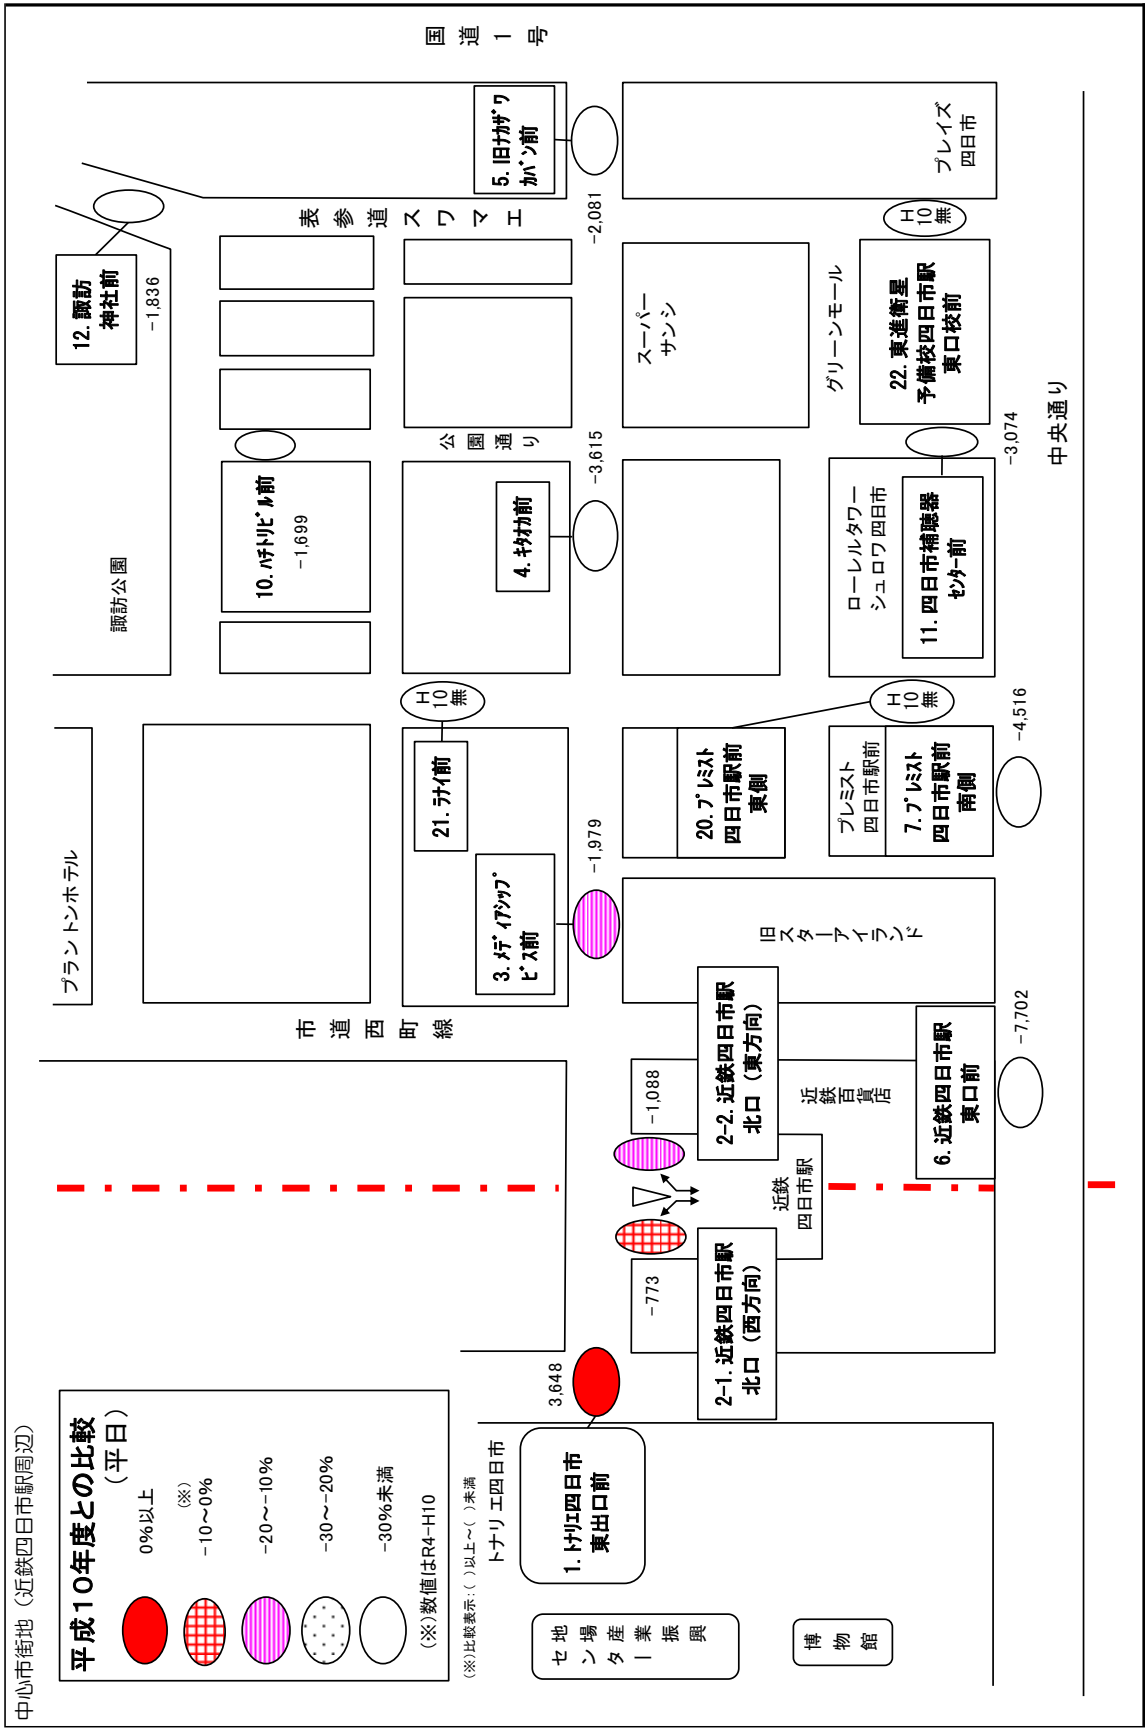 中心市街地（近鉄四日市駅周辺）
平成10年度との比較
（平日）
0%以上
(※)
-10～0%
-20～-10%
-30～-20%
-30%未満
(※)数値はR4-H10
(※)比較表示:( )以上～( )未満
プラントンホテル
諏訪公園
12. 諏訪
神社前
-1,836
国道1号
市道西町線
10. ﾊﾁﾄﾘﾋﾞﾙ前
-1,699
表参道スワマエ
公園通り
21. ﾗﾅｲ前
H
10
無
3. ﾒﾃﾞｨｱｼｯﾌﾟ
ﾋﾞｽ前
-1,979
4. ｷﾀｵｶ前
-3,615
5. 旧ﾅｶｻﾞﾜ
ｶﾊﾞﾝ前
-2,081
トナリエ四日市
1. ﾄﾅﾘｴ四日市
東出口前
3,648
地場産業振興
センター
博物館
-773
2-1. 近鉄四日市駅
北口（西方向）
-1,088
2-2. 近鉄四日市駅
北口（東方向）
近鉄
四日市駅
近鉄
百貨店
6. 近鉄四日市駅
東口前
-7,702
旧スターアイランド
20. ﾌﾟﾚﾐｽﾄ
四日市駅前
東側
H
10
無
プレミスト
四日市駅前
7. ﾌﾟﾚﾐｽﾄ
四日市駅前
南側
-4,516
スーパー
サンシ
グリーンモール
ローレルタワー
シュロワ四日市
11. 四日市補聴器
ｾﾝﾀｰ前
-3,074
22. 東進衛星
予備校四日市駅
東口校前
H
10
無
プレイズ
四日市
中央通り